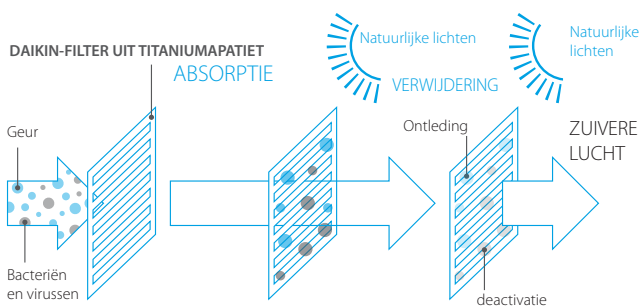 DAIKIN-FILTER UIT TITANIUMAPATIET
ABSORPTIE
Natuurlijke lichten
VERWIJDERING
Natuurlijke
lichten
Geur
Ontleding
ZUIVERE
LUCHT
Bacteriën
en virussen
deactivatie